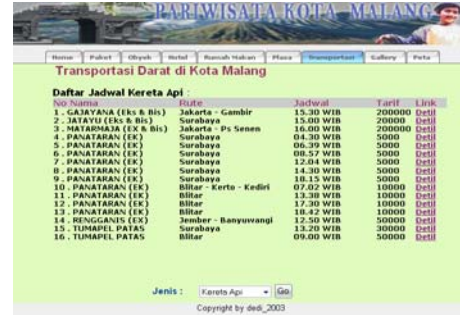 PARIWISATA KOTA MALANG
Home Paket Obyek Hotel Rumah Makan Plaza Transportasi Gallery Peta
Transportasi Darat di Kota Malang
Daftar Jadwal Kereta Api :
No Nama Rute Jadwal Tarif Link
1 . GAJAYANA (Eks & Bis) Jakarta - Gambir 15.30 WIB 200000 Detil
2 . JATAYU (Eks & Bis) Surabaya 15.00 WIB 20000 Detil
3 . MATARMAJA (EX & Bis) Jakarta - Ps Senen 16.00 WIB 200000 Detil
4 . PANATARAN (EK) Surabaya 04.30 WIB 5000 Detil
5 . PANATARAN (EK) Surabaya 06.39 WIB 5000 Detil
6 . PANATARAN (EK) Surabaya 08.57 WIB 5000 Detil
7 . PANATARAN (EK) Surabaya 12.04 WIB 5000 Detil
8 . PANATARAN (EK) Surabaya 14.30 WIB 5000 Detil
9 . PANATARAN (EK) Surabaya 18.15 WIB 5000 Detil
10 . PANATARAN (EK) Blitar - Kerto - Kediri 07.02 WIB 10000 Detil
11 . PANATARAN (EK) Blitar 13.38 WIB 10000 Detil
12 . PANATARAN (EK) Blitar 17.30 WIB 10000 Detil
13 . PANATARAN (EK) Blitar 18.42 WIB 10000 Detil
14 . RENGGANIS (EK) Jember - Banyuwangi 12.50 WIB 50000 Detil
15 . TUMAPEL PATAS Surabaya 13.20 WIB 30000 Detil
16 . TUMAPEL PATAS Blitar 09.00 WIB 50000 Detil
Jenis : Kereta Api Go
Copyright by dedi_2003